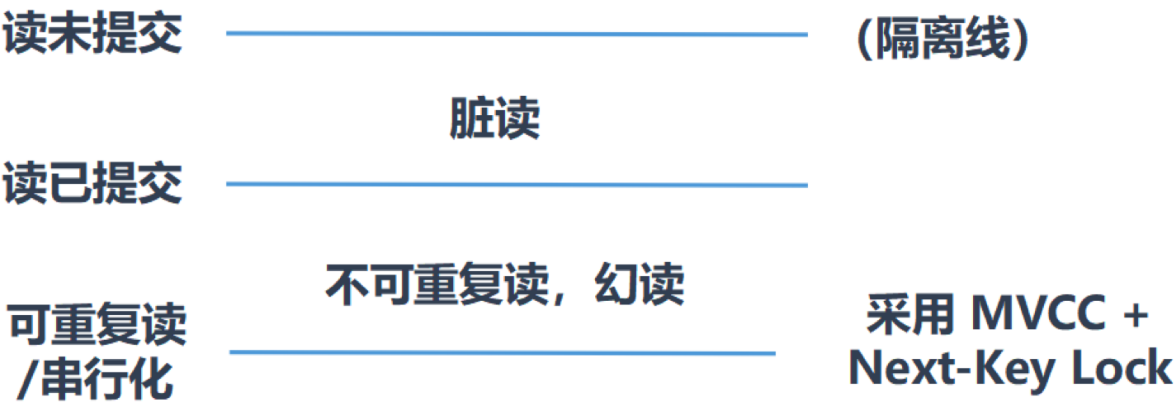 读未提交
（隔离线）
脏读
读已提交
不可重复读，幻读
可重复读
/串行化
采用 MVCC +
Next-Key Lock